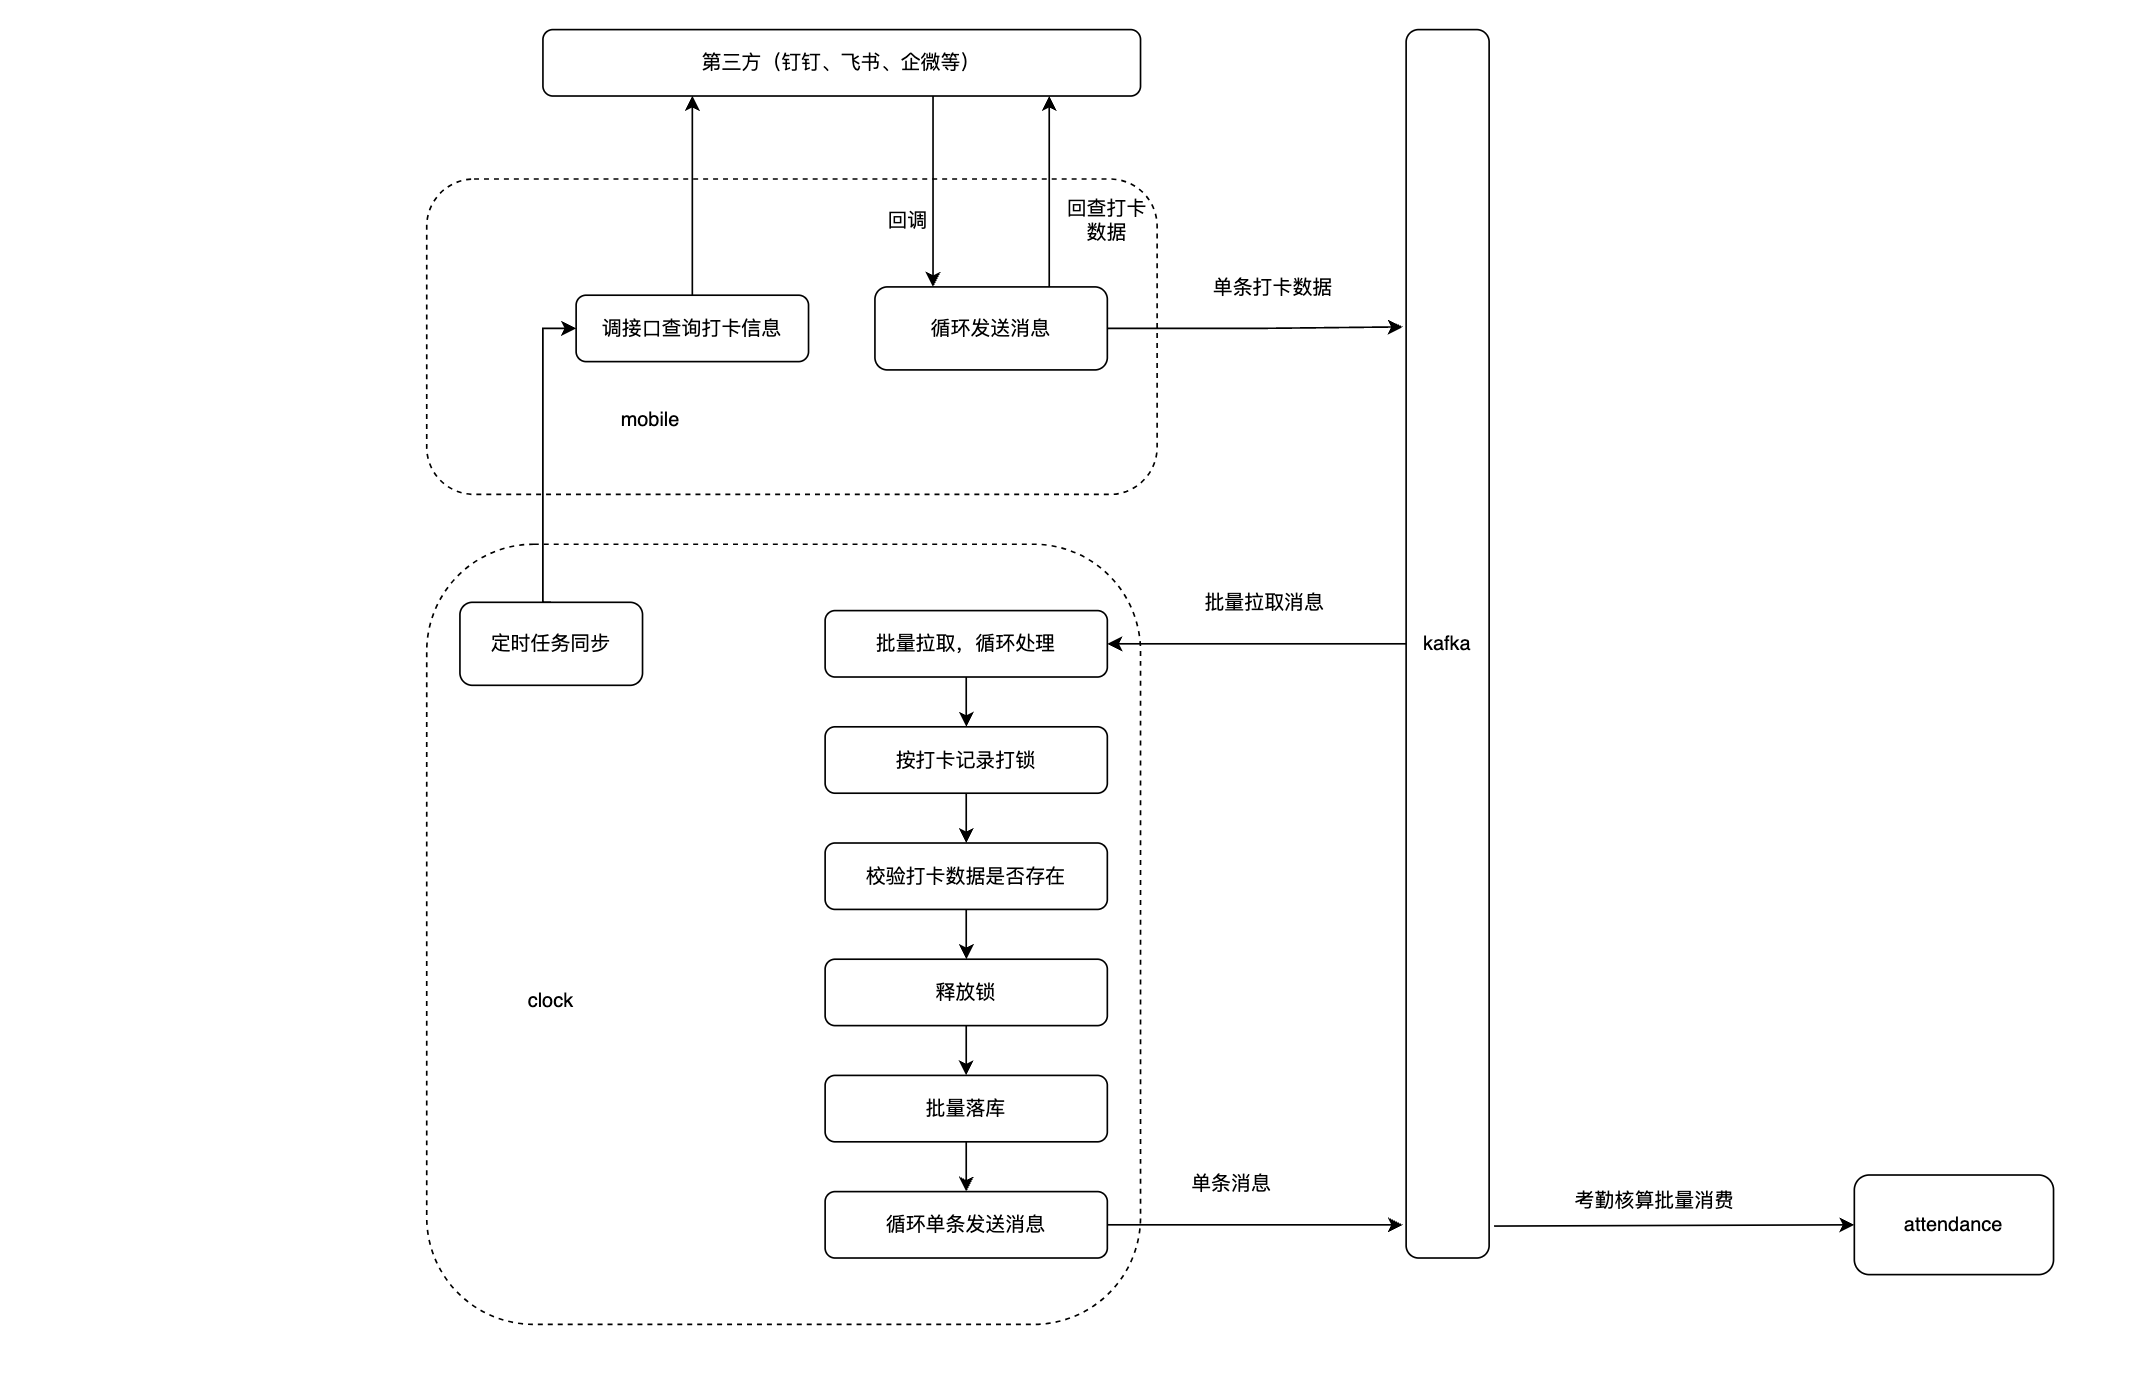 第三方（钉钉、飞书、企微等）
回调
回查打卡
数据
单条打卡数据
调接口查询打卡信息
循环发送消息
mobile
批量拉取消息
定时任务同步
批量拉取，循环处理
kafka
按打卡记录打锁
校验打卡数据是否存在
释放锁
clock
批量落库
单条消息
考勤核算批量消费
循环单条发送消息
attendance